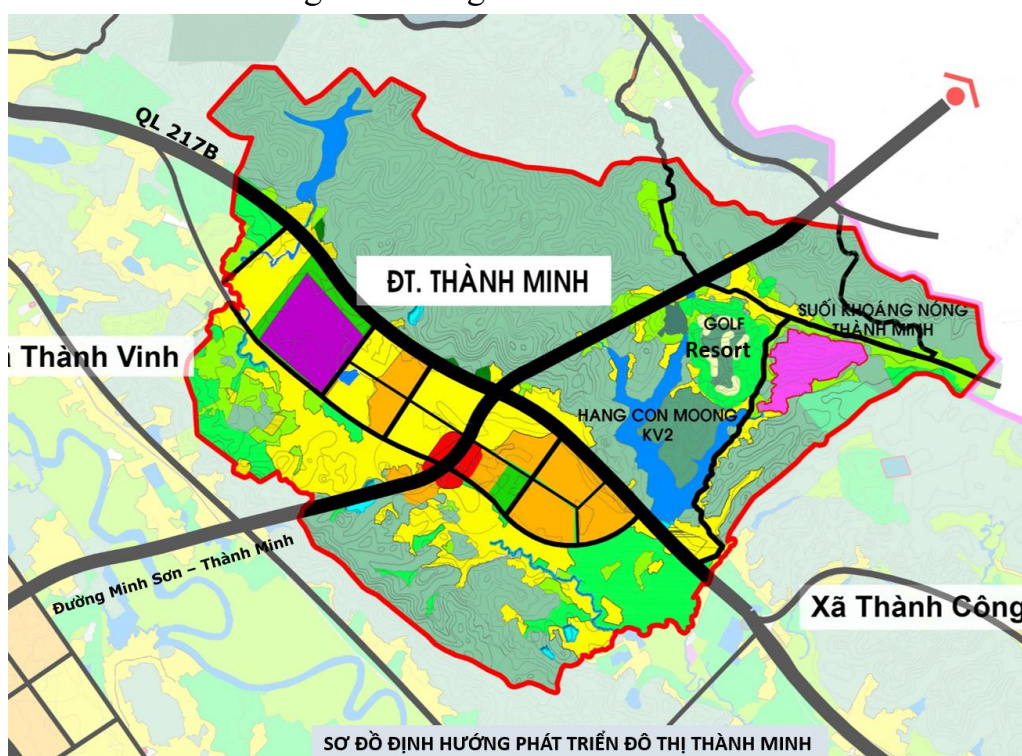 QL 217B
ĐT. THÀNH MINH
SUỐI KHOÁNG NÓNG
THÀNH MINH
GOLF
Resort
Thành Vinh
HANG CON MOONG
KV2
Đường Minh Sơn – Thành Minh
Xã Thành Công
SƠ ĐỒ ĐỊNH HƯỚNG PHÁT TRIỂN ĐÔ THỊ THÀNH MINH